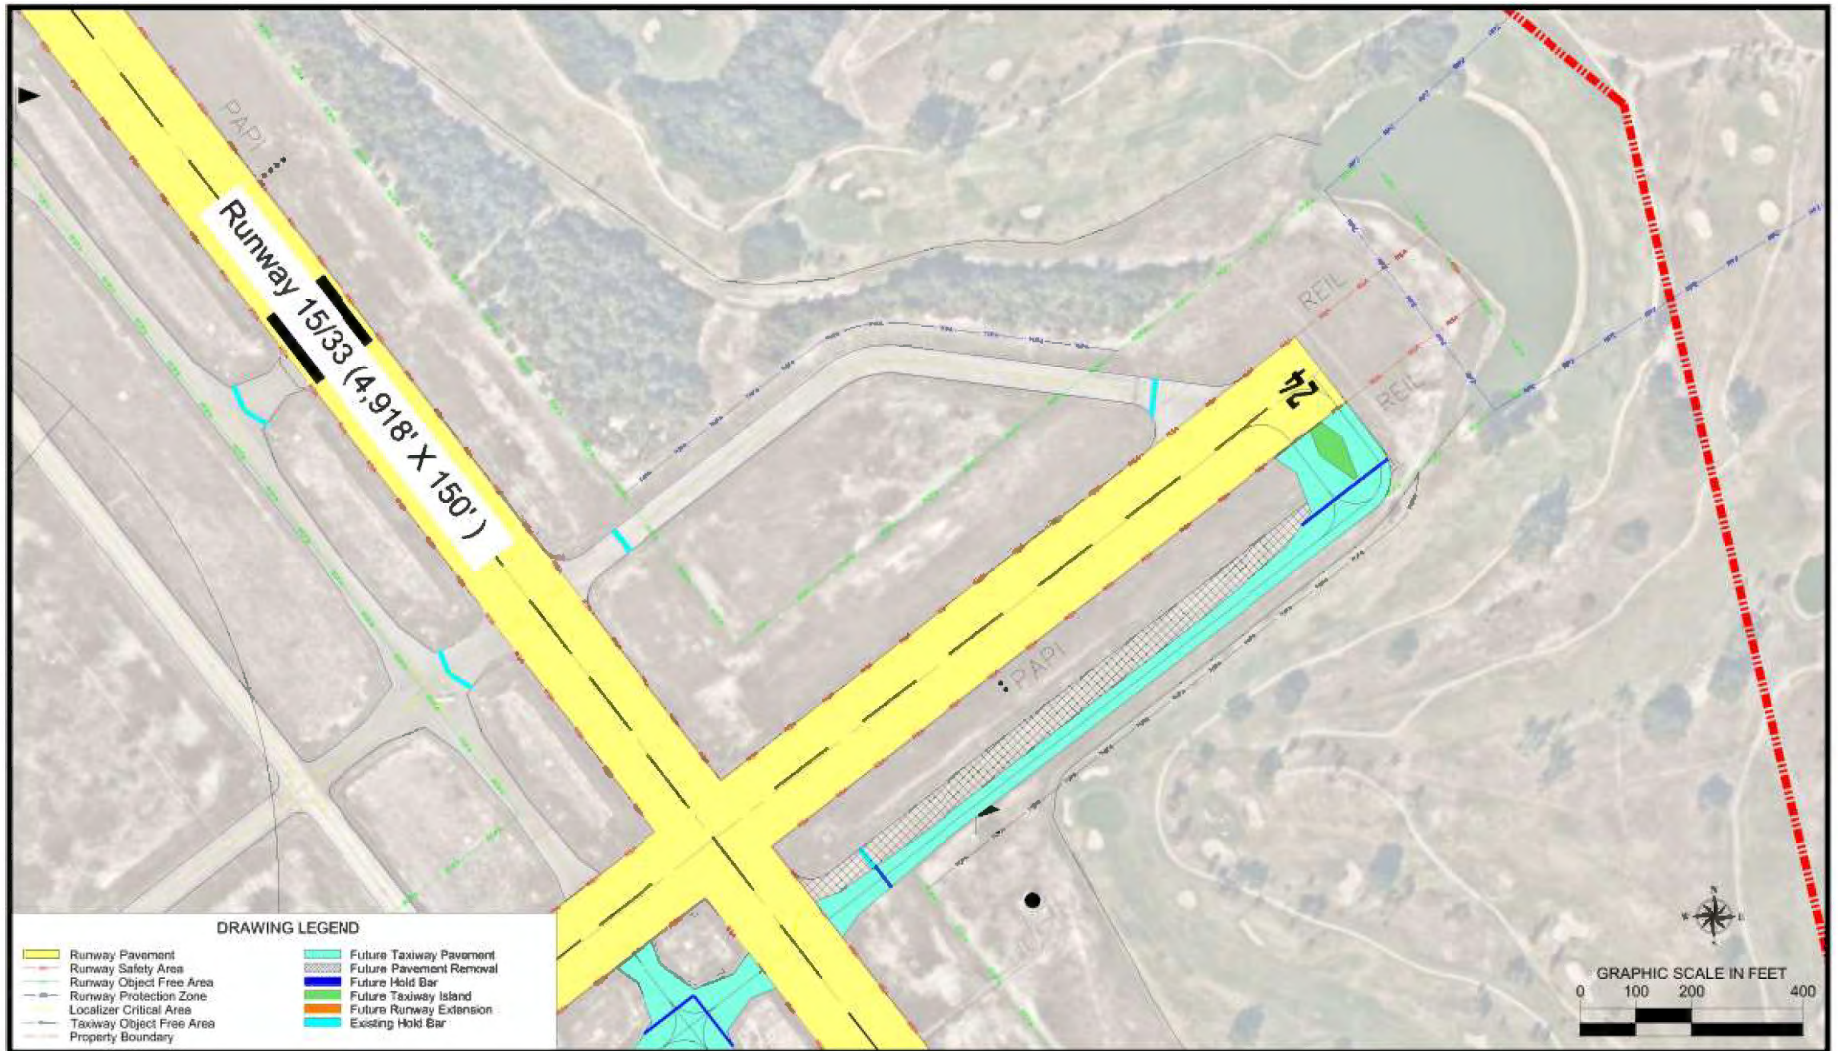 PAPI
Runway 15/33 (4,918' X 150' )
REIL
24
REIL
PAPI
N
W
E
S
DRAWING LEGEND
Runway Pavement
Runway Safety Area
Runway Object Free Area
Runway Protection Zone
Localizer Critical Area
Taxiway Object Free Area
Property Boundary
Future Taxiway Pavement
Future Pavement Removal
Future Hold Bar
Future Taxiway Island
Future Runway Extension
Existing Hold Bar
GRAPHIC SCALE IN FEET
0 100 200 400